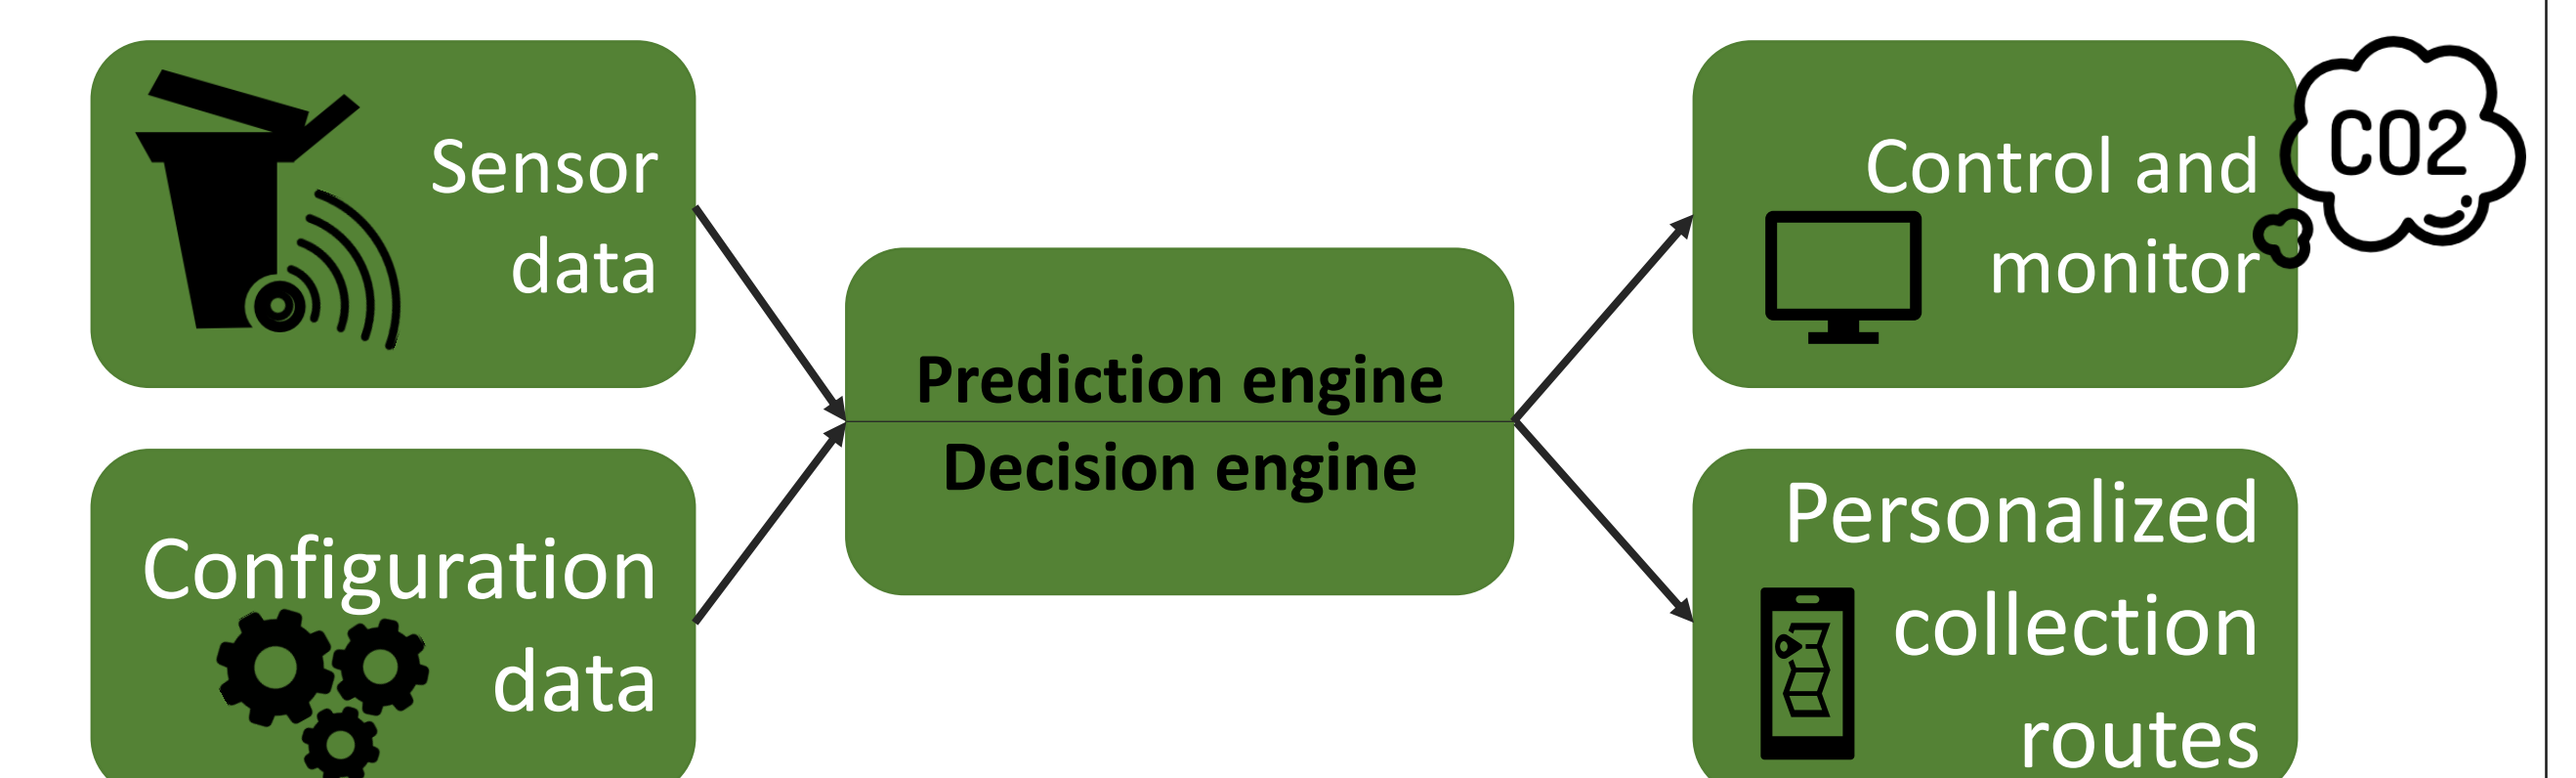 Sensor
data
Configuration
data
Prediction engine
Decision engine
Control and
monitor
CO2
Personalized
collection
routes